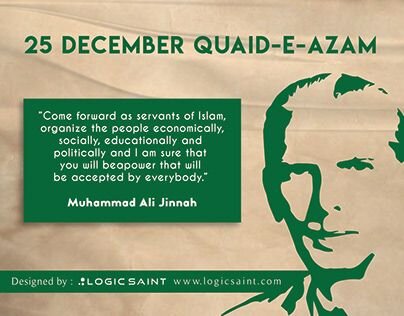 25 DECEMBER QUAID-E-AZAM
"Come forward as servants of Islam,
organize the people economically,
socially, educationally and
politically and I am sure that
you will beapower that will
be accepted by everybody."
Muhammad Ali Jinnah
Designed by : LOGICSAINT www.logicsaint.com